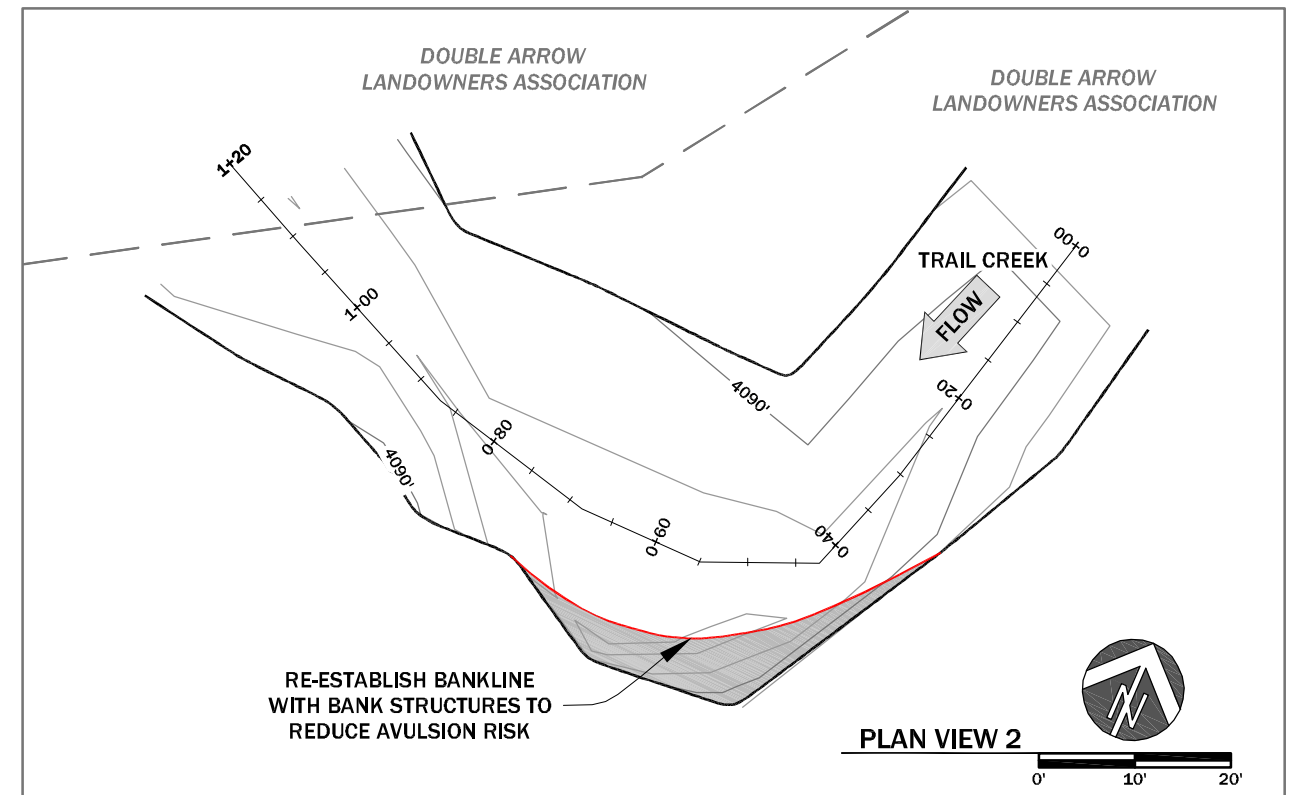 DOUBLE ARROW
LANDOWNERS ASSOCIATION
DOUBLE ARROW
LANDOWNERS ASSOCIATION
1+20
0+00
TRAIL CREEK
FLOW
1+00
4090'
0+20
0+80
4090'
0+60
0+40
RE-ESTABLISH BANKLINE
WITH BANK STRUCTURES TO
REDUCE AVULSION RISK
N
PLAN VIEW 2
0' 10' 20'